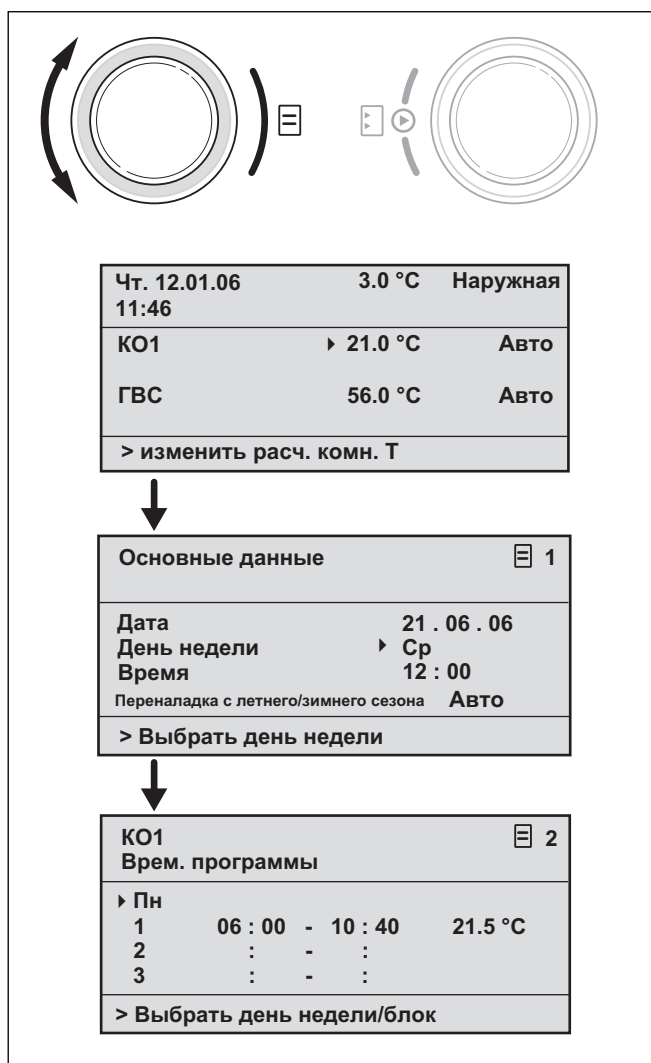 Чт. 12.01.06 3.0 °C Наружная
11:46
КО1 21.0 °C Авто
ГВС 56.0 °C Авто
> изменить расч. комн. Т
Основные данные 1
Дата 21 . 06 . 06
День недели Ср
Время 12 : 00
Переналадка с летнего/зимнего сезона Авто
> Выбрать день недели
КО1 2
Врем. программы
Пн
1 06 : 00 - 10 : 40 21.5 °C
2 : - :
3 : - :
> Выбрать день недели/блок